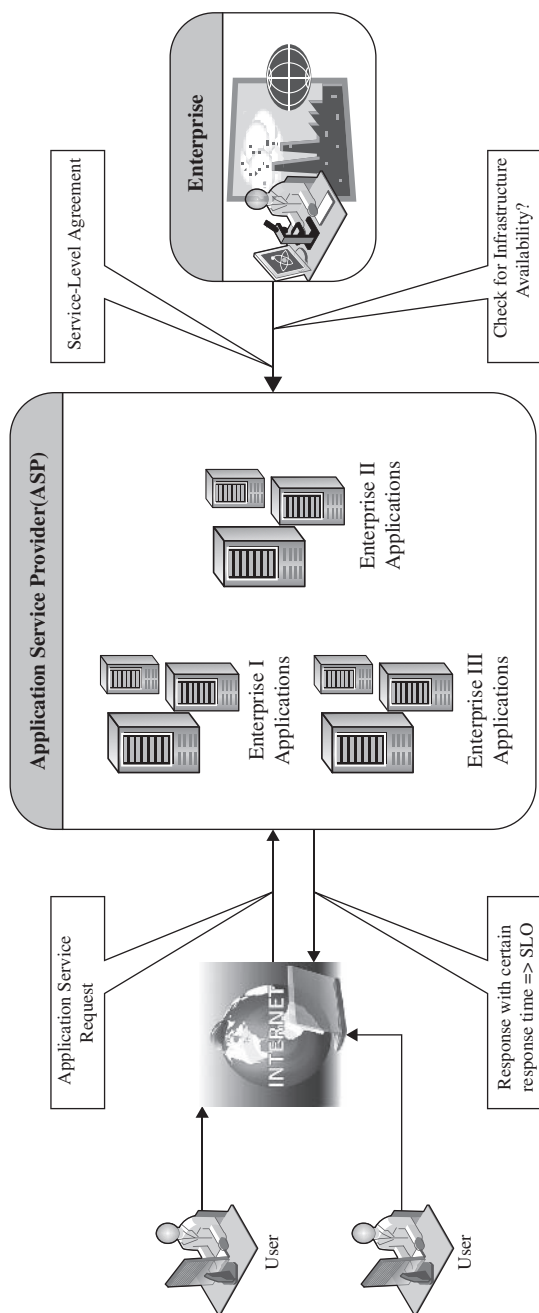 Application Service
Request
Application Service Provider(ASP)
Service-Level Agreement
Enterprise
User
INTERNET
Enterprise I
Applications
Enterprise II
Applications
User
Enterprise III
Applications
Response with certain
response time => SLO
Check for Infrastructure
Availability?